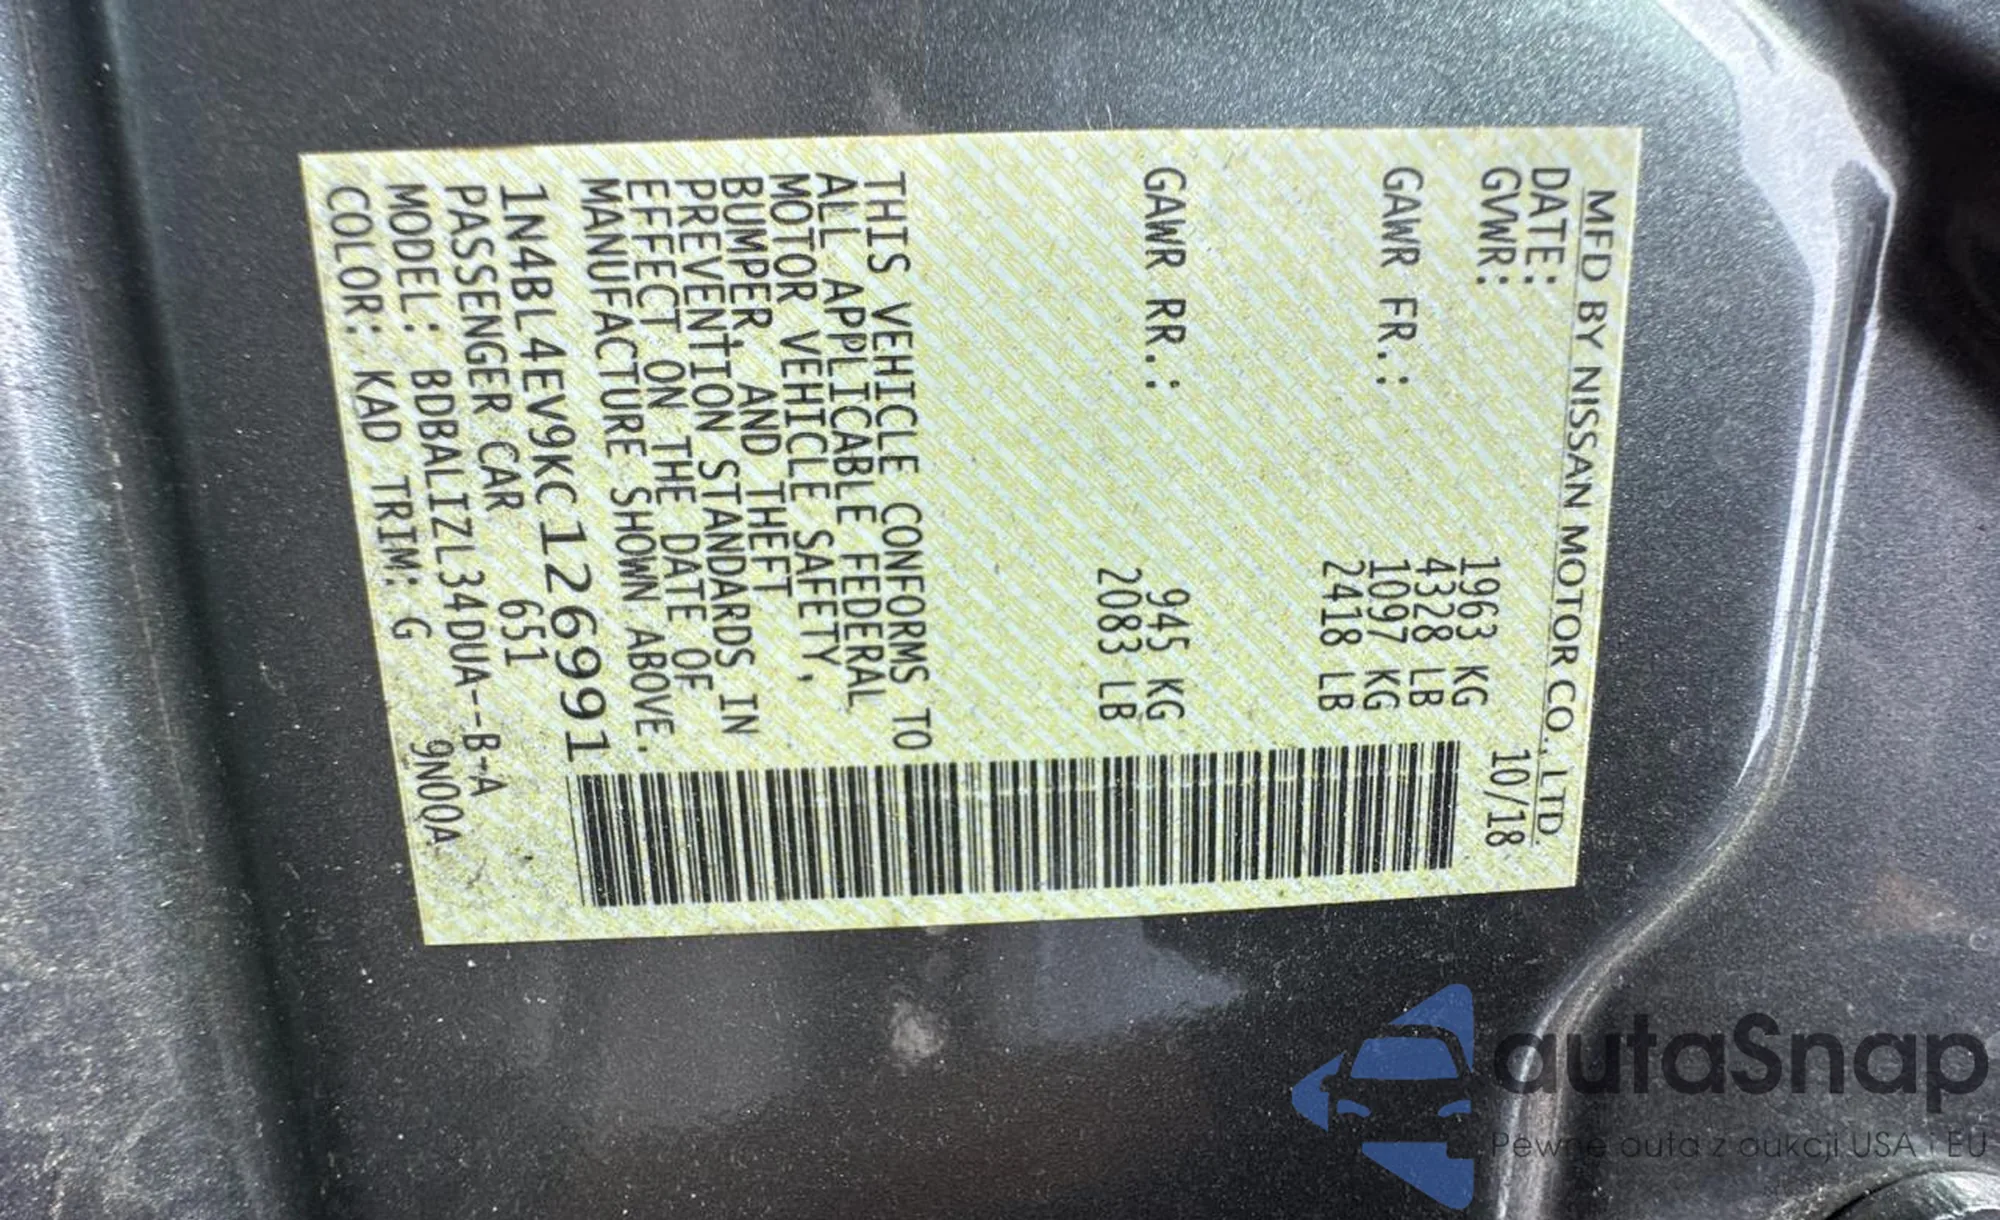 MFD BY NISSAN MOTOR CO., LTD.
DATE: 10/18
GVWR: 1963 KG
4328 LB
GAWR FR.: 1097 KG
2418 LB
GAWR RR.: 945 KG
2083 LB
THIS VEHICLE CONFORMS TO
ALL APPLICABLE FEDERAL
MOTOR VEHICLE SAFETY,
BUMPER, AND THEFT
PREVENTION STANDARDS IN
EFFECT ON THE DATE OF
MANUFACTURE SHOWN ABOVE.
1N4BL4EV9KC126991
PASSENGER CAR 651
MODEL: BDBALIZL34DUA--B-A
COLOR: KAD TRIM: G 9N0QA
autaSnap
Pewne auta z aukcji USA i EU